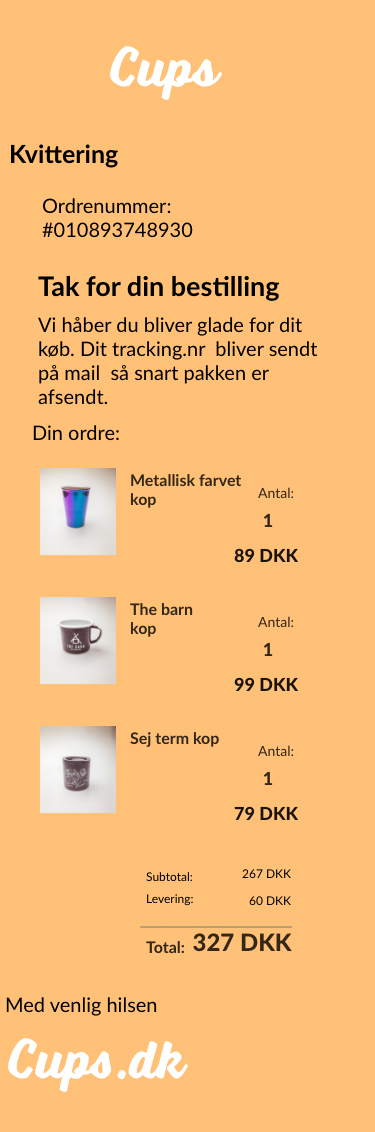 Cups
Kvittering
Ordrenummer:
#010893748930
Tak for din bestilling
Vi håber du bliver glade for dit
køb. Dit tracking.nr bliver sendt
på mail så snart pakken er
afsendt.
Din ordre:
Metallisk farvet
kop
Antal:
1
89 DKK
The barn
kop
Antal:
1
99 DKK
THE BARN
Sej term kop
Antal:
1
79 DKK
Subtotal: 267 DKK
Levering: 60 DKK
Total: 327 DKK
Med venlig hilsen
Cups.dk